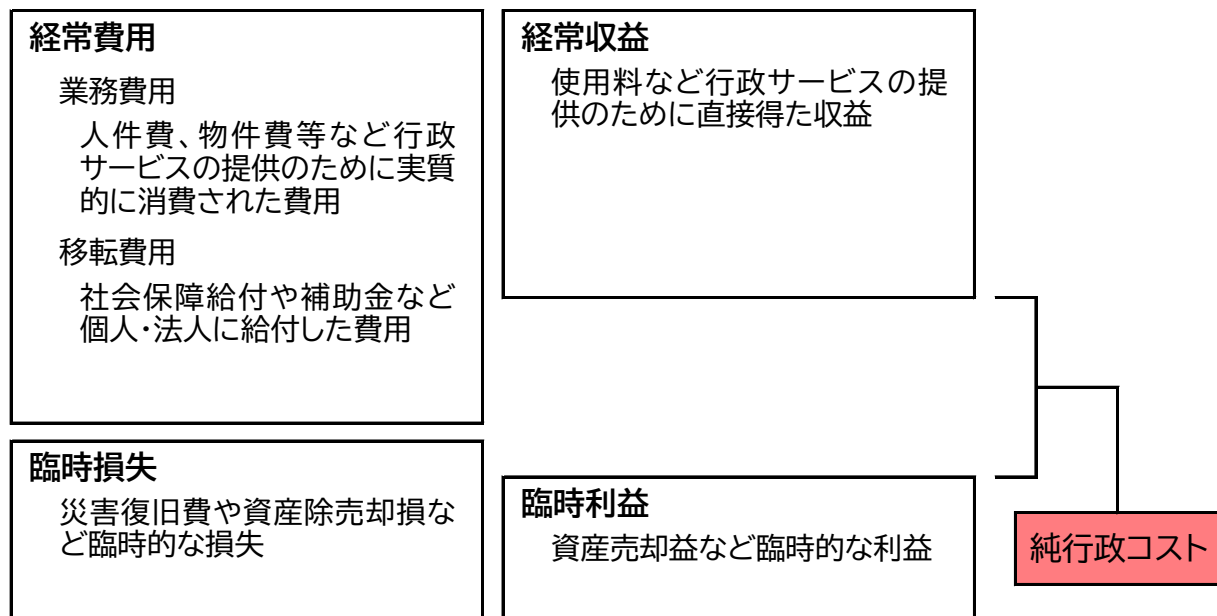 経常費用
業務費用
人件費、物件費等など行政
サービスの提供のために実質
的に消費された費用
移転費用
社会保障給付や補助金など
個人・法人に給付した費用
経常収益
使用料など行政サービスの提
供のために直接得た収益
臨時損失
災害復旧費や資産除売却損な
ど臨時的な損失
臨時利益
資産売却益など臨時的な利益
純行政コスト